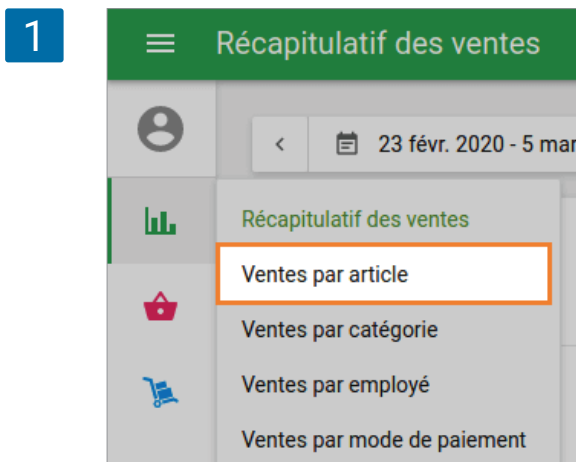 1
Récapitulatif des ventes
23 févr. 2020 - 5 mar
Récapitulatif des ventes
Ventes par article
Ventes par catégorie
Ventes par employé
Ventes par mode de paiement